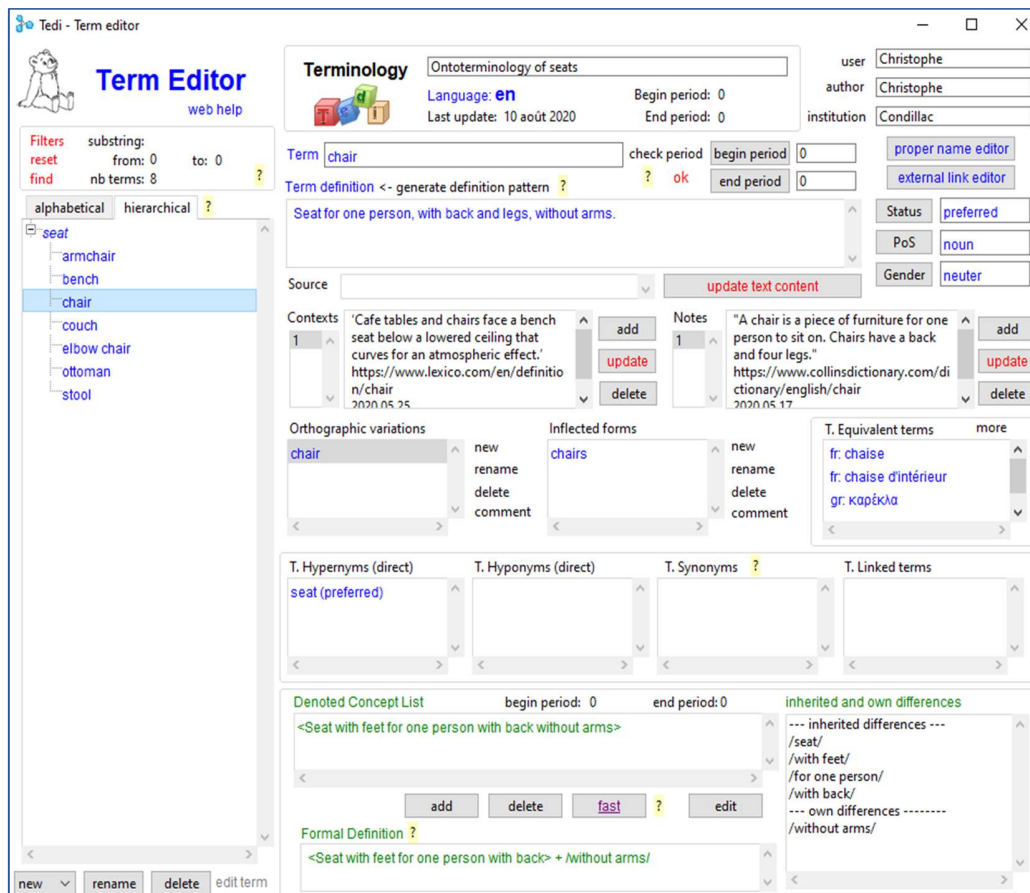 Tedi - Term editor
Term Editor
web help
Filters
substring:
reset
from: 0
to: 0
find
nb terms: 8
?
alphabetical
hierarchical
?
seat
armchair
bench
chair
couch
elbow chair
ottoman
stool
new
rename
delete
edit term
Terminology
Ontoterminology of seats
Language: en
Begin period: 0
Last update: 10 août 2020
End period: 0
T e d i
user
Christophe
author
Christophe
institution
Condillac
Term
chair
check period
begin period
0
? ok
end period
0
proper name editor
external link editor
Term definition <- generate definition pattern ?
Seat for one person, with back and legs, without arms.
Status
preferred
PoS
noun
Gender
neuter
Source
update text content
Contexts
1
'Cafe tables and chairs face a bench
seat below a lowered ceiling that
curves for an atmospheric effect.'
https://www.lexico.com/en/definitio
n/chair
2020.05.25
add
update
delete
Notes
1
"A chair is a piece of furniture for one
person to sit on. Chairs have a back
and four legs."
https://www.collinsdictionary.com/di
ctionary/english/chair
2020.05.17
add
update
delete
Orthographic variations
chair
new
rename
delete
comment
Inflected forms
chairs
new
rename
delete
comment
T. Equivalent terms
more
fr: chaise
fr: chaise d'intérieur
gr: καρέκλα
T. Hypernyms (direct)
seat (preferred)
T. Hyponyms (direct)
T. Synonyms ?
T. Linked terms
Denoted Concept List
begin period: 0
end period: 0
<Seat with feet for one person with back without arms>
add
delete
fast
?
edit
Formal Definition ?
<Seat with feet for one person with back> + /without arms/
inherited and own differences
--- inherited differences ---
/seat/
/with feet/
/for one person/
/with back/
--- own differences --------
/without arms/